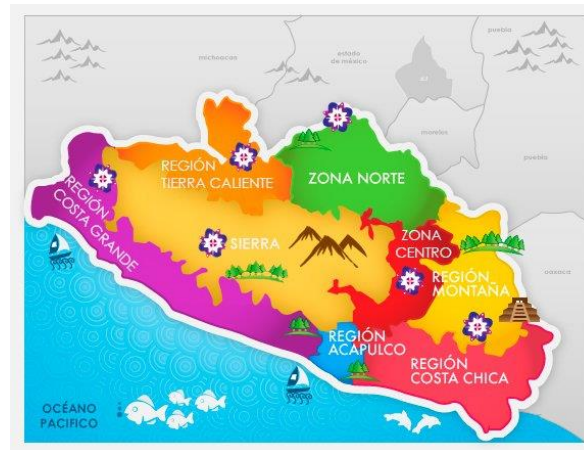 puebla
michoacan
estado
de méxico
D.F.
morelos
puebla
REGIÓN
TIERRA CALIENTE
ZONA NORTE
REGIÓN
COSTA GRANDE
SIERRA
ZONA
CENTRO
REGIÓN
MONTAÑA
oaxaca
REGIÓN
ACAPULCO
REGIÓN
COSTA CHICA
OCÉANO
PACIFICO